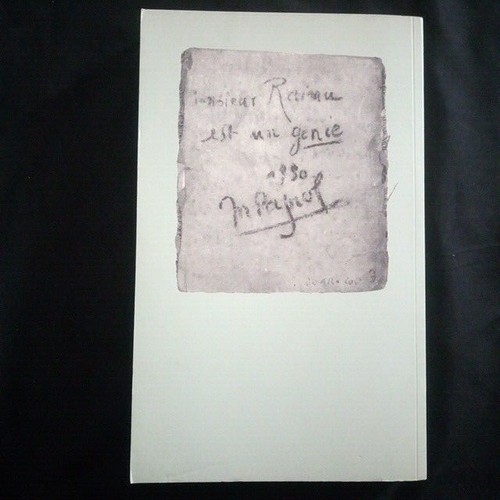 Monsieur Raimu
est un genie
1930
M Pagnol